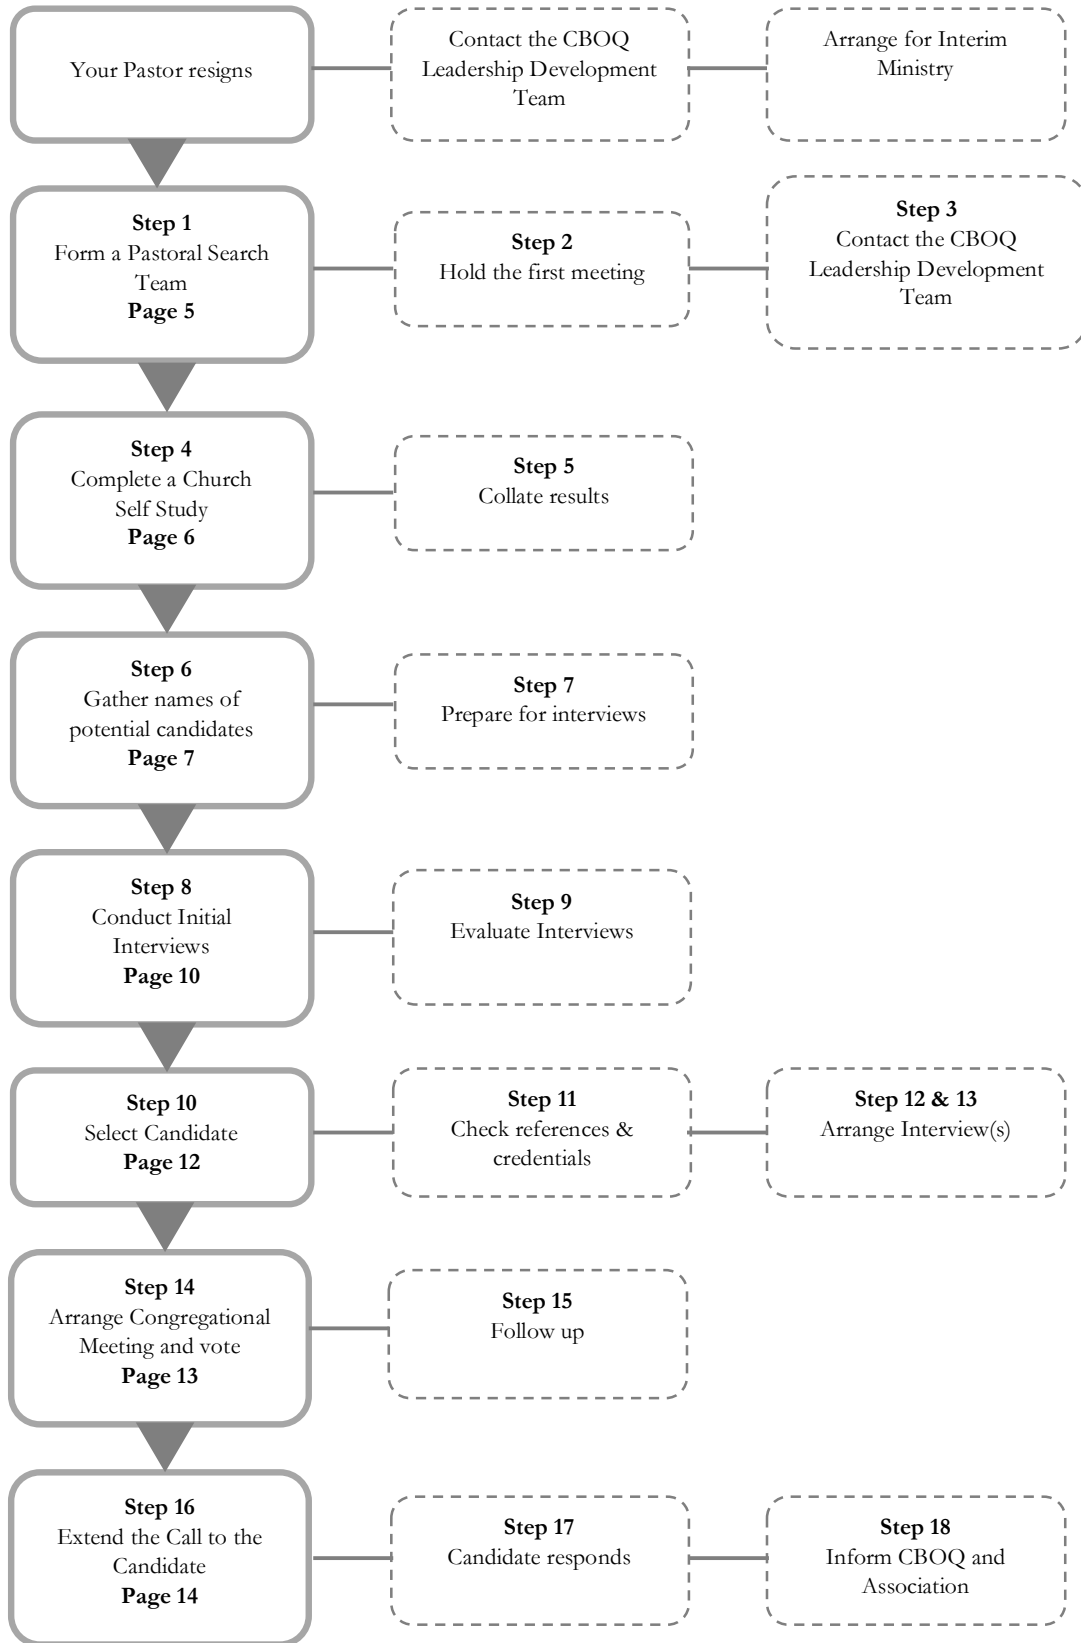 Your Pastor resigns
Contact the CBOQ
Leadership Development
Team
Arrange for Interim
Ministry
Step 1
Form a Pastoral Search
Team
Page 5
Step 2
Hold the first meeting
Step 3
Contact the CBOQ
Leadership Development
Team
Step 4
Complete a Church
Self Study
Page 6
Step 5
Collate results
Step 6
Gather names of
potential candidates
Page 7
Step 7
Prepare for interviews
Step 8
Conduct Initial
Interviews
Page 10
Step 9
Evaluate Interviews
Step 10
Select Candidate
Page 12
Step 11
Check references &
credentials
Step 12 & 13
Arrange Interview(s)
Step 14
Arrange Congregational
Meeting and vote
Page 13
Step 15
Follow up
Step 16
Extend the Call to the
Candidate
Page 14
Step 17
Candidate responds
Step 18
Inform CBOQ and
Association